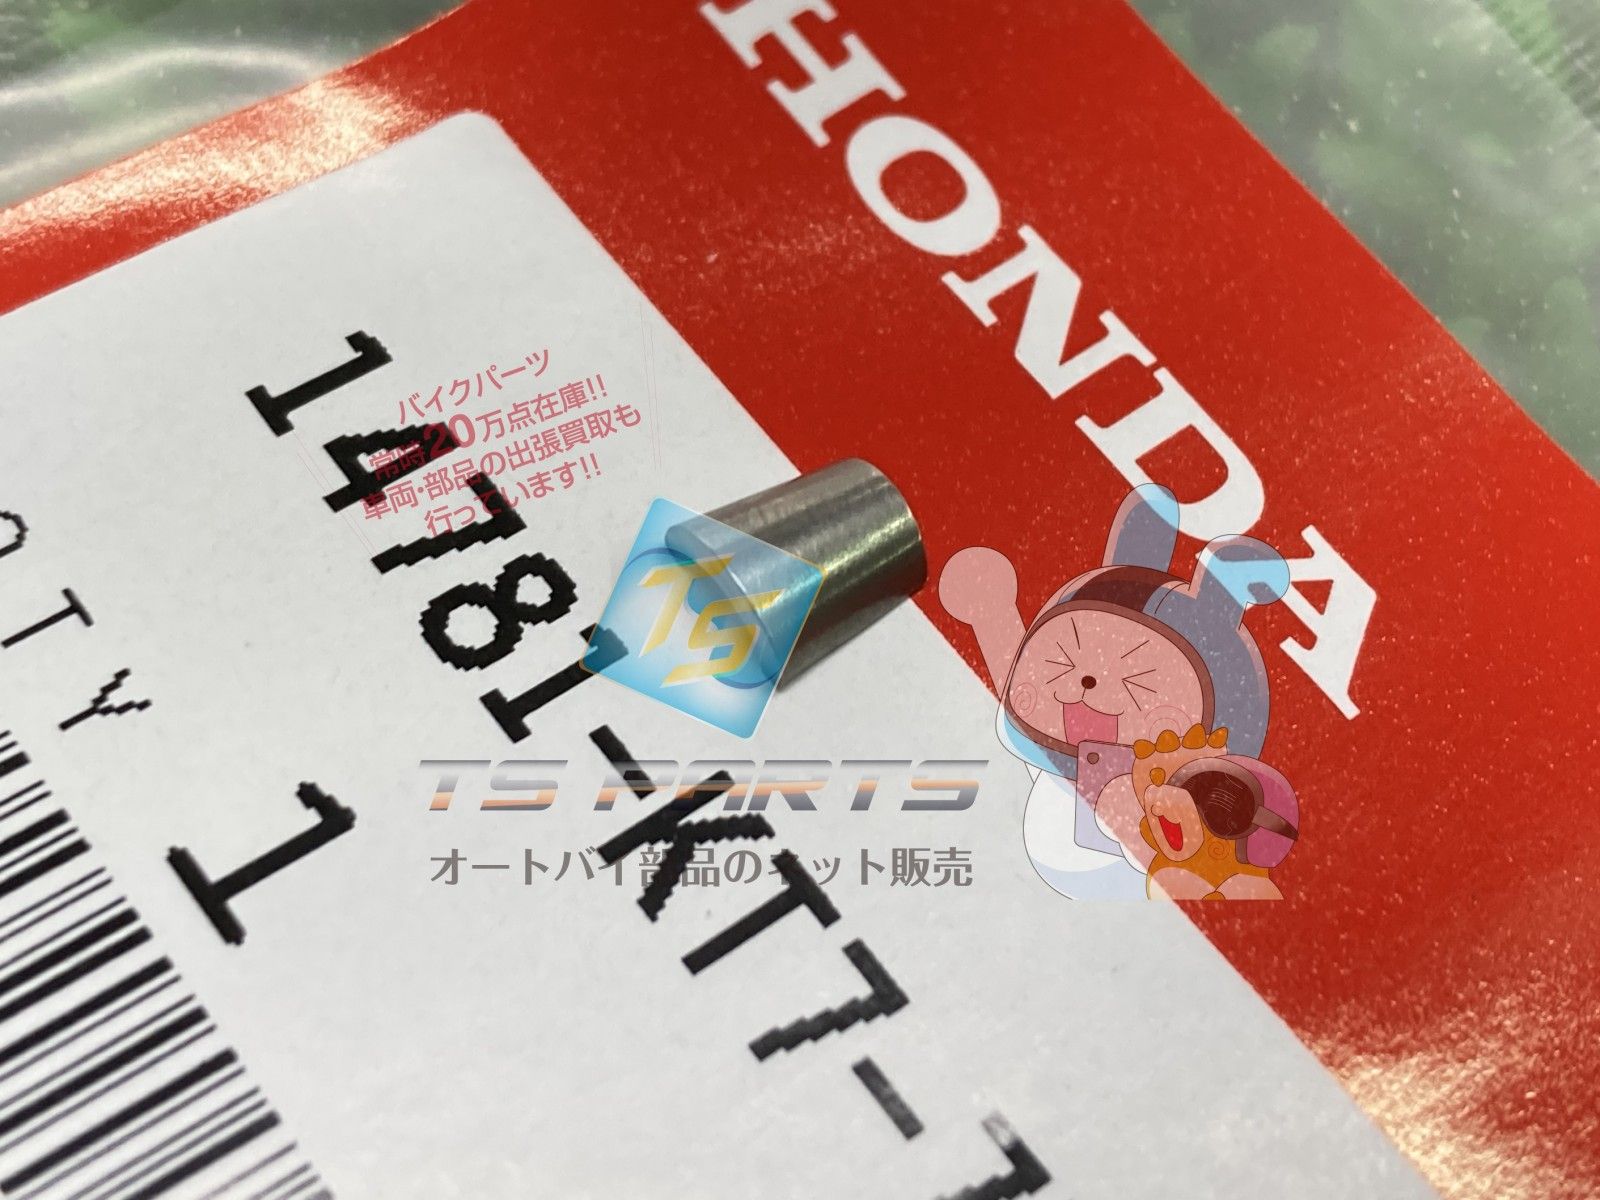 HONDA
14781-KT7-7
QTY
1
バイクパーツ
常時20万点在庫!!
車両・部品の出張買取も
行っています!!
TS
TS PARTS
オートバイ部品のネット販売